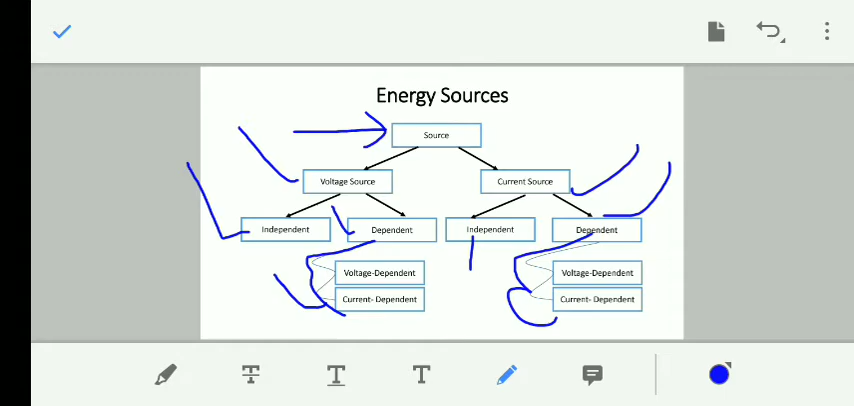 Energy Sources
Source
Voltage Source Current Source
Independent Dependent Independent Dependent
Voltage-Dependent Voltage-Dependent
Current- Dependent Current- Dependent